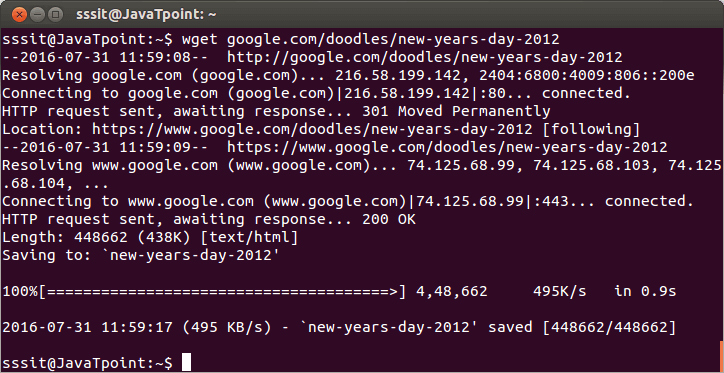 sssit@JavaTpoint: ~
sssit@JavaTpoint:~$ wget google.com/doodles/new-years-day-2012
--2016-07-31 11:59:08--  http://google.com/doodles/new-years-day-2012
Resolving google.com (google.com)... 216.58.199.142, 2404:6800:4009:806::200e
Connecting to google.com (google.com)|216.58.199.142|:80... connected.
HTTP request sent, awaiting response... 301 Moved Permanently
Location: https://www.google.com/doodles/new-years-day-2012 [following]
--2016-07-31 11:59:09--  https://www.google.com/doodles/new-years-day-2012
Resolving www.google.com (www.google.com)... 74.125.68.99, 74.125.68.103, 74.125
.68.104, ...
Connecting to www.google.com (www.google.com)|74.125.68.99|:443... connected.
HTTP request sent, awaiting response... 200 OK
Length: 448662 (438K) [text/html]
Saving to: `new-years-day-2012'
100%[======================================>] 4,48,662     495K/s   in 0.9s
2016-07-31 11:59:17 (495 KB/s) - `new-years-day-2012' saved [448662/448662]
sssit@JavaTpoint:~$